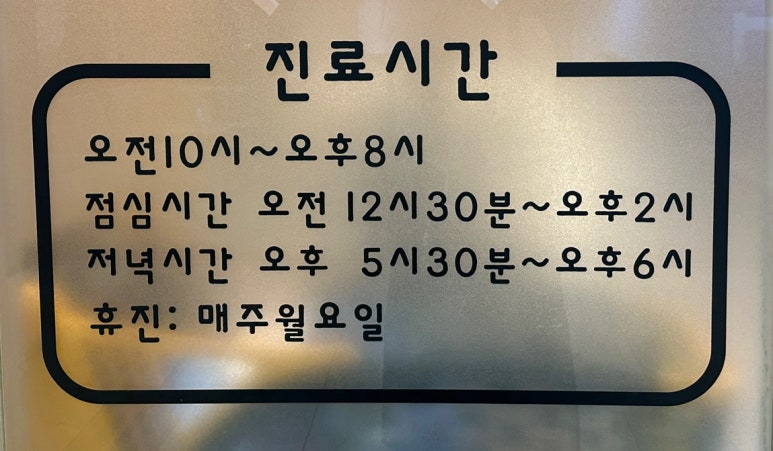 진료시간
오전10시~오후8시
점심시간 오전 12시30분~오후2시
저녁시간 오후 5시30분~오후6시
휴진: 매주월요일